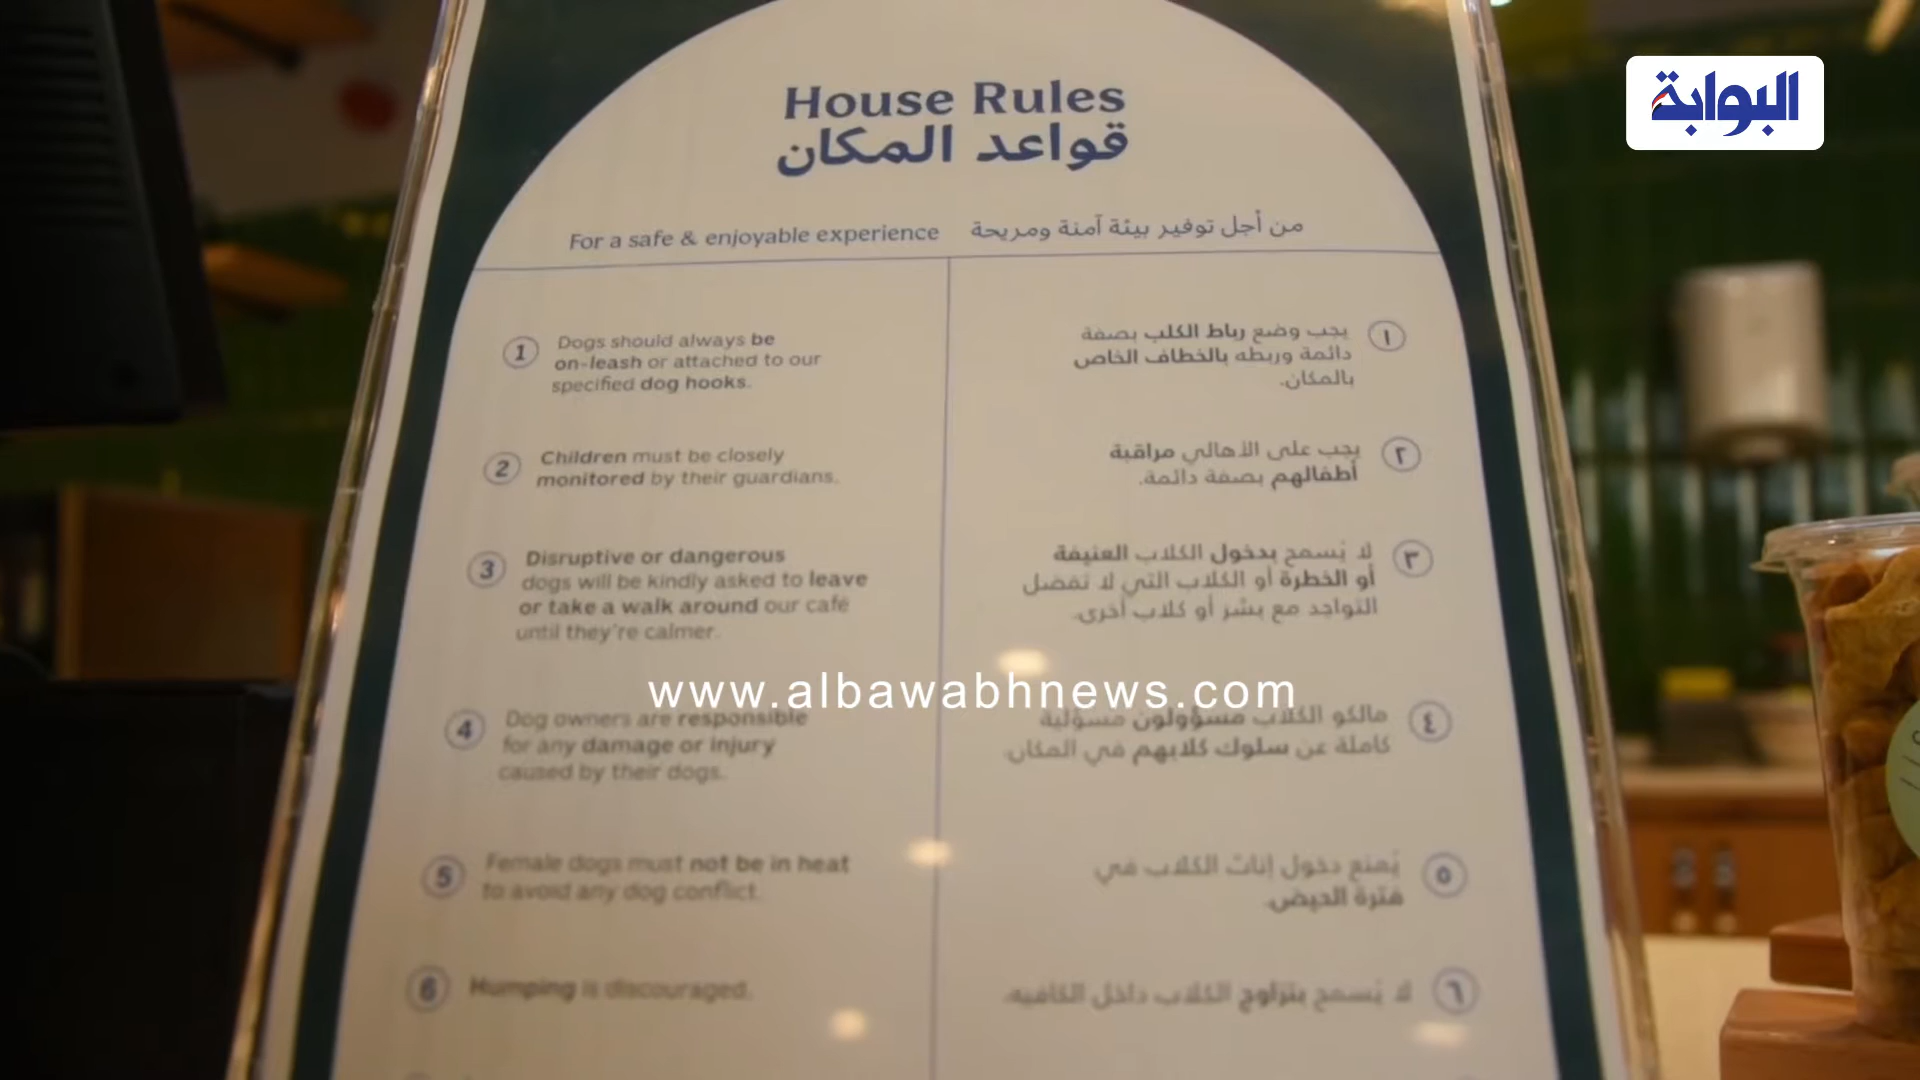 البوابة
House Rules
قواعد المكان
For a safe & enjoyable experience
من أجل توفير بيئة آمنة ومريحة
1
Dogs should always be
on-leash or attached to our
specified dog hooks.
2
Children must be closely
monitored by their guardians.
3
Disruptive or dangerous
dogs will be kindly asked to leave
or take a walk around our café
until they're calmer.
4
Dog owners are responsible
for any damage or injury
caused by their dogs.
5
Female dogs must not be in heat
to avoid any dog conflict.
6
Humping is discouraged.
١
يجب وضع رباط الكلب بصفة
دائمة وربطه بالخطاف الخاص
بالمكان.
٢
يجب على الأهالي مراقبة
أطفالهم بصفة دائمة.
٣
لا يُسمح بدخول الكلاب العنيفة
أو الخطرة أو الكلاب التي لا تفضل
التواجد مع بشر أو كلاب أخرى.
٤
مالكو الكلاب مسؤولون مسؤلية
كاملة عن سلوك كلابهم في المكان.
٥
يُمنع دخول إناث الكلاب في
فترة الحيض.
٦
لا يُسمح بتزاوج الكلاب داخل الكافيه.
www.albawabhnews.com